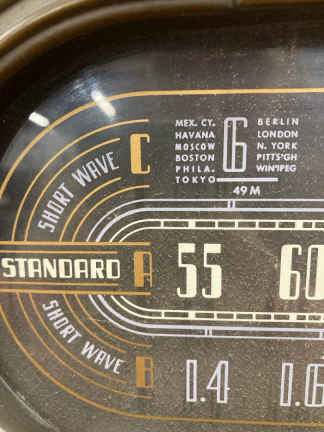 MEX. CY.
HAVANA
MOSCOW
BOSTON
PHILA.
TOKYO
6
BERLIN
LONDON
N. YORK
PITTS'GH
WIN'IPEG
49 M
SHORT WAVE C
STANDARD A
55 60
SHORT WAVE B
1.4 1.6